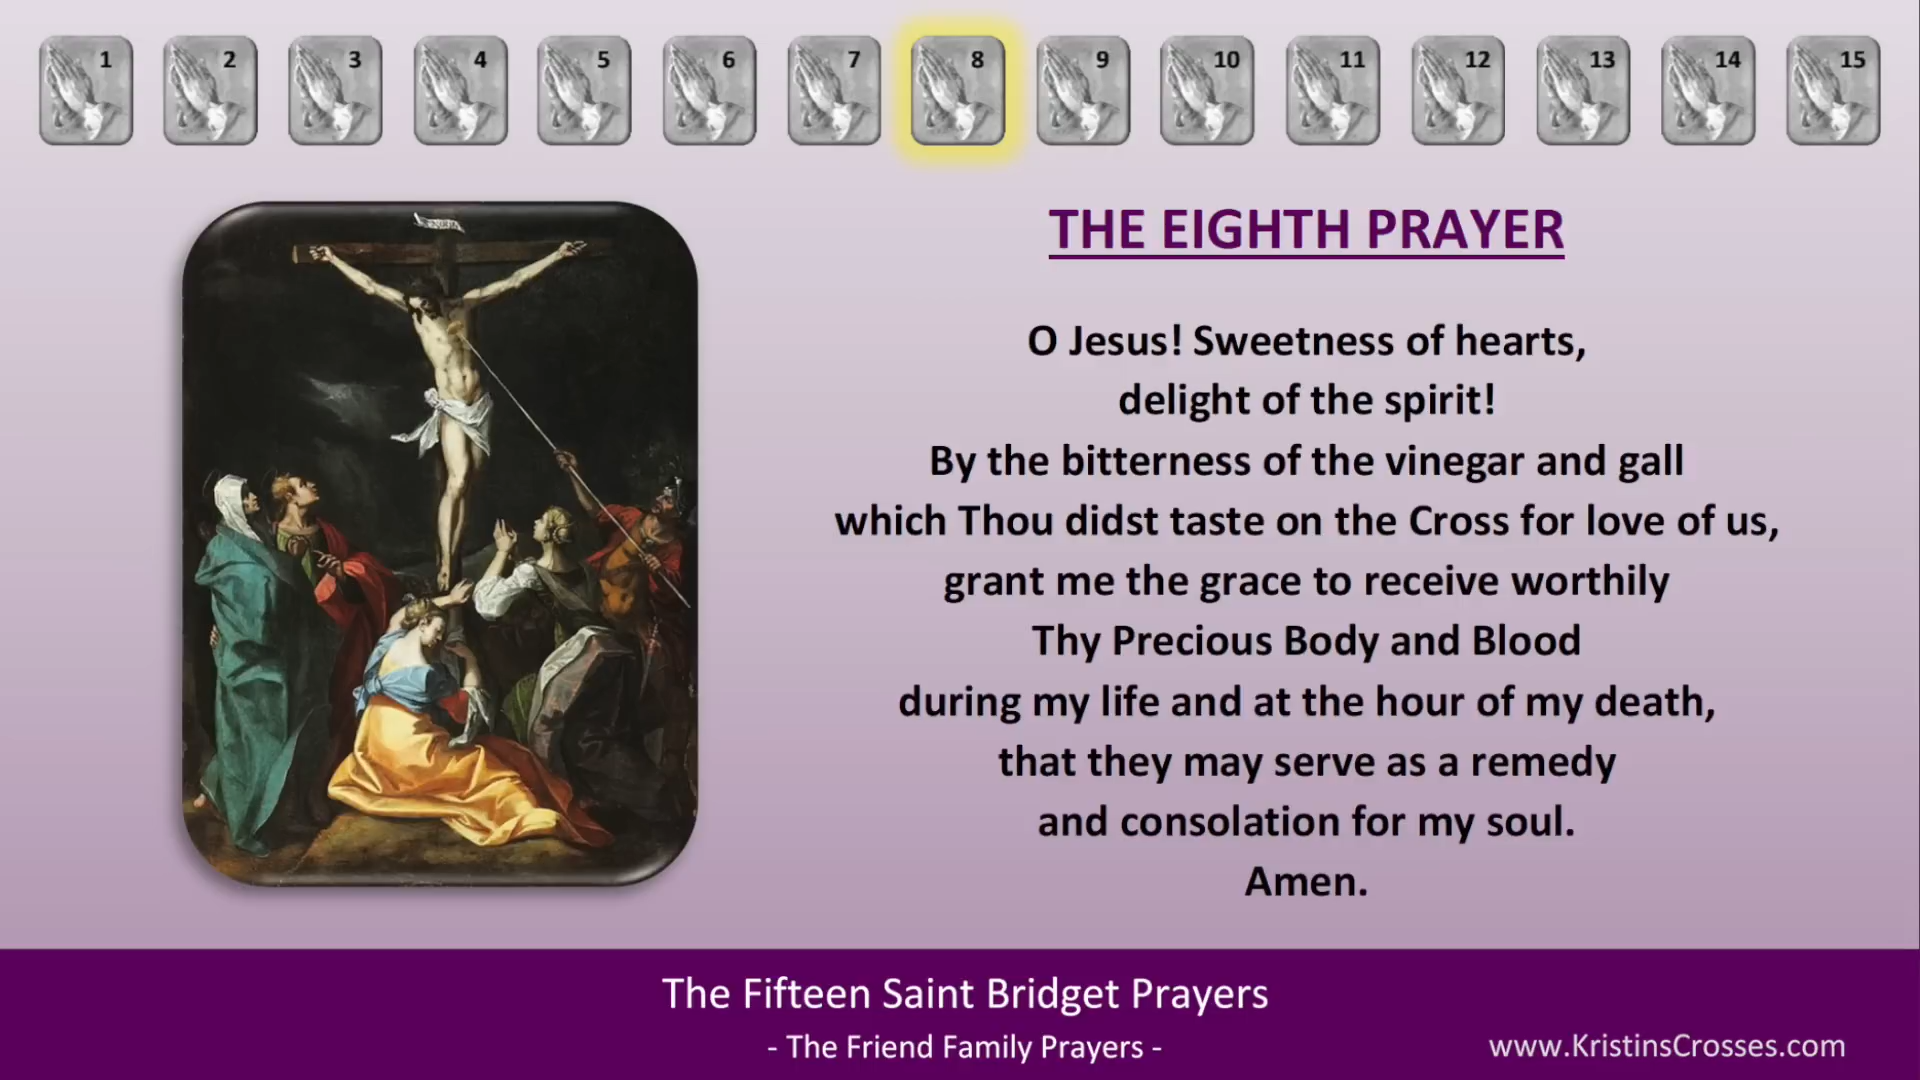 1 2 3 4 5 6 7 8 9 10 11 12 13 14 15
THE EIGHTH PRAYER
O Jesus! Sweetness of hearts,
delight of the spirit!
By the bitterness of the vinegar and gall
which Thou didst taste on the Cross for love of us,
grant me the grace to receive worthily
Thy Precious Body and Blood
during my life and at the hour of my death,
that they may serve as a remedy
and consolation for my soul.
Amen.
The Fifteen Saint Bridget Prayers
- The Friend Family Prayers -
www.KristinsCrosses.com